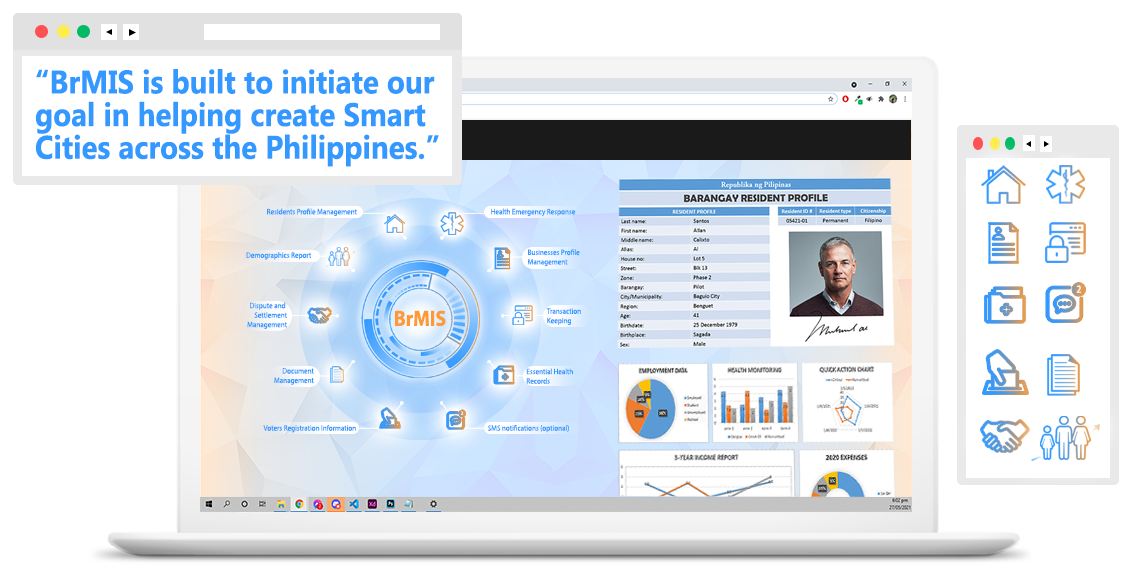 “BrMIS is built to initiate our
goal in helping create Smart
Cities across the Philippines.”
Residents Profile Management
Health Emergency Response
Demographics Report
Businesses Profile
Management
Dispute and
Settlement
Management
Transaction
Keeping
BrMIS
Document
Management
Essential Health
Records
Voters Registration Information
SMS notifications (optional)
Republika ng Pilipinas
BARANGAY RESIDENT PROFILE
RESIDENT PROFILE
Last name: Santos
First name: Allan
Middle name: Calixto
Alias: Al
House no: Lot 5
Street: Blk 13
Zone: Phase 2
Barangay: Pilot
City/Municipality: Baguio City
Region: Benguet
Age: 41
Birthdate: 25 December 1979
Birthplace: Sagada
Sex: Male
Resident ID # Resident type Citizenship
05421-01 Permanent Filipino
EMPLOYMENT DATA
HEALTH MONITORING
QUICK ACTION CHART
3-YEAR INCOME REPORT
2020 EXPENSES
6:02 pm
27/05/2021
2